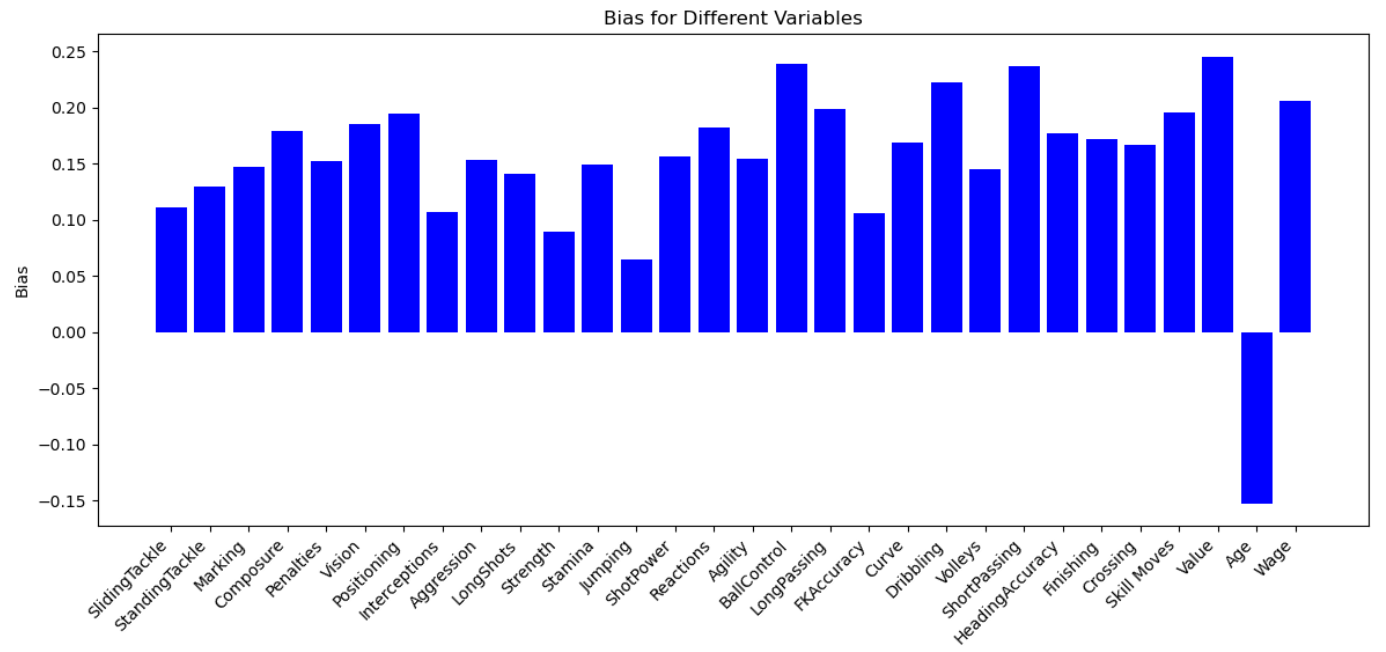 Bias for Different Variables
0.25
0.20
0.15
0.10
0.05
0.00
−0.05
−0.10
−0.15
Bias
SlidingTackle
StandingTackle
Marking
Composure
Penalties
Vision
Positioning
Interceptions
Aggression
LongShots
Strength
Stamina
Jumping
ShotPower
Reactions
Agility
BallControl
LongPassing
FKAccuracy
Curve
Dribbling
Volleys
ShortPassing
HeadingAccuracy
Finishing
Crossing
Skill Moves
Value
Age
Wage